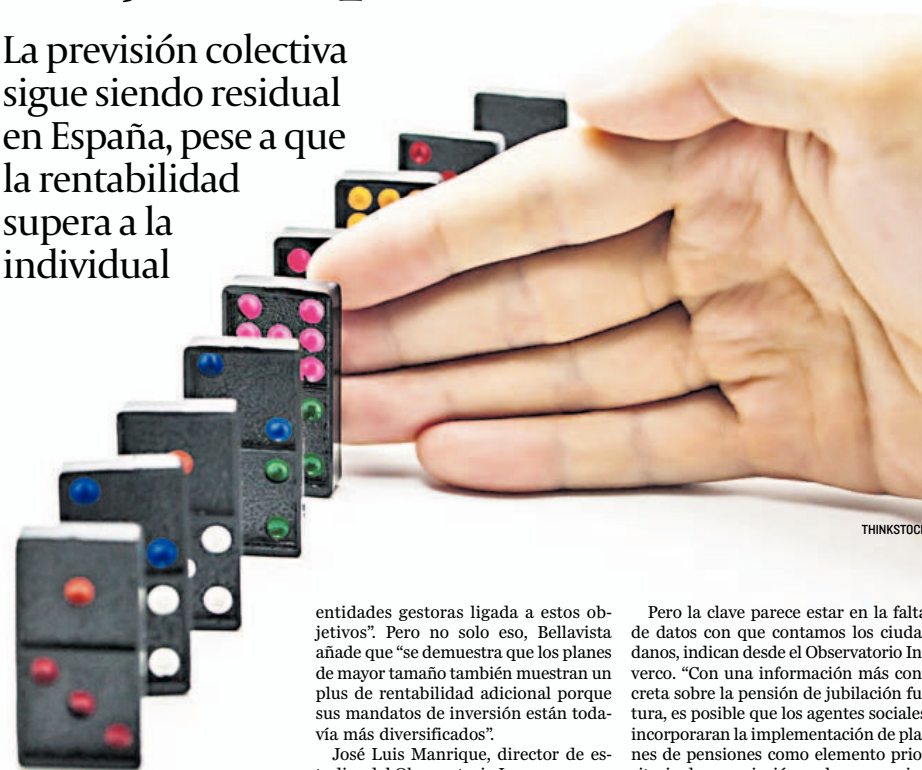 La previsión colectiva
sigue siendo residual
en España, pese a que
la rentabilidad
supera a la
individual
THINKSTOCK
entidades gestoras ligada a estos ob-
jetivos”. Pero no solo eso, Bellavista
añade que “se demuestra que los planes
de mayor tamaño también muestran un
plus de rentabilidad adicional porque
sus mandatos de inversión están toda-
vía más diversificados”.
José Luis Manrique, director de es-
Pero la clave parece estar en la falta
de datos con que contamos los ciuda
danos, indican desde el Observatorio In
verco. “Con una información más con
creta sobre la pensión de jubilación fu
tura, es posible que los agentes sociales
incorporaran la implementación de pla
nes de pensiones como elemento prio